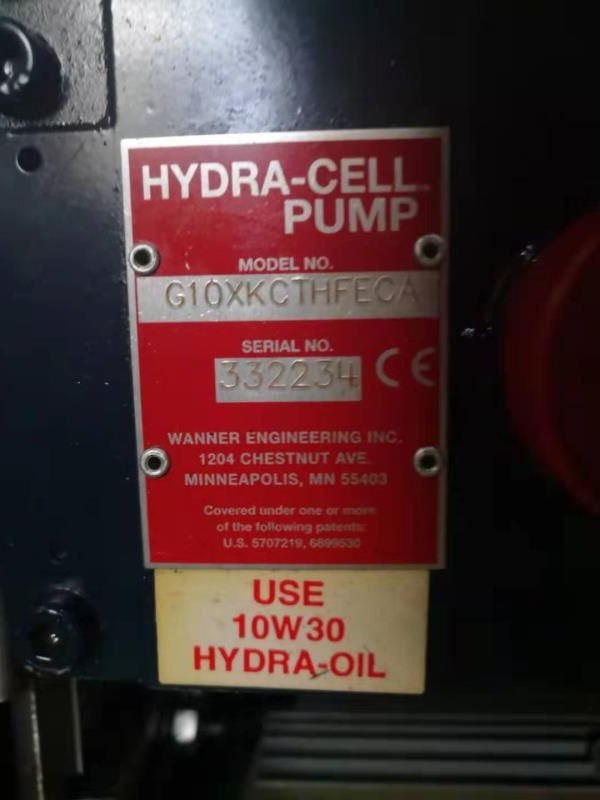 HYDRA-CELL
PUMP
MODEL NO.
G10XKCTHFECA
SERIAL NO.
332234 CE
WANNER ENGINEERING INC.
1204 CHESTNUT AVE.
MINNEAPOLIS, MN 55403
Covered under one or more
of the following patents:
U.S. 5707219, 6899530
USE
10W30
HYDRA-OIL